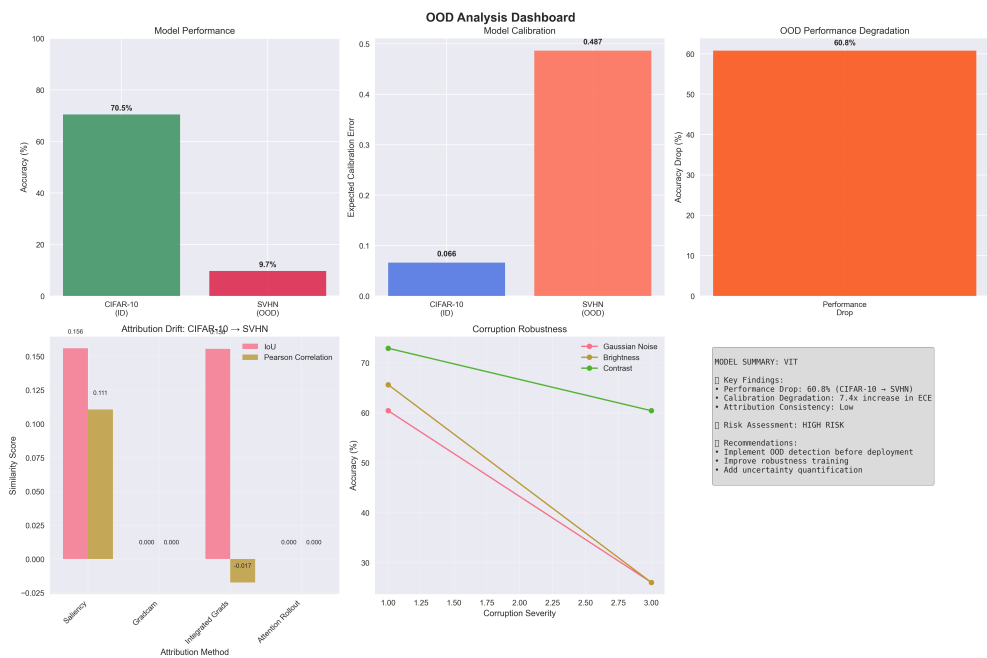 OOD Analysis Dashboard
Model Performance
100
80
60
40
20
0
Accuracy (%)
70.5%
9.7%
CIFAR-10
(ID)
SVHN
(OOD)
Model Calibration
0.5
0.4
0.3
0.2
0.1
0.0
Expected Calibration Error
0.066
0.487
CIFAR-10
(ID)
SVHN
(OOD)
OOD Performance Degradation
60
50
40
30
20
10
0
Accuracy Drop (%)
60.8%
Performance
Drop
Attribution Drift: CIFAR-10 → SVHN
0.150
0.125
0.100
0.075
0.050
0.025
0.000
−0.025
Similarity Score
IoU
Pearson Correlation
0.156
0.111
0.000
0.000
-0.017
0.000
0.000
Saliency
Gradcam
Integrated Grads
Attention Rollout
Attribution Method
Corruption Robustness
70
60
50
40
30
Accuracy (%)
Gaussian Noise
Brightness
Contrast
1.00
1.25
1.50
1.75
2.00
2.25
2.50
2.75
3.00
Corruption Severity
MODEL SUMMARY: VIT
Key Findings:
• Performance Drop: 60.8% (CIFAR-10 → SVHN)
• Calibration Degradation: 7.4x increase in ECE
• Attribution Consistency: Low
Risk Assessment: HIGH RISK
Recommendations:
• Implement OOD detection before deployment
• Improve robustness training
• Add uncertainty quantification